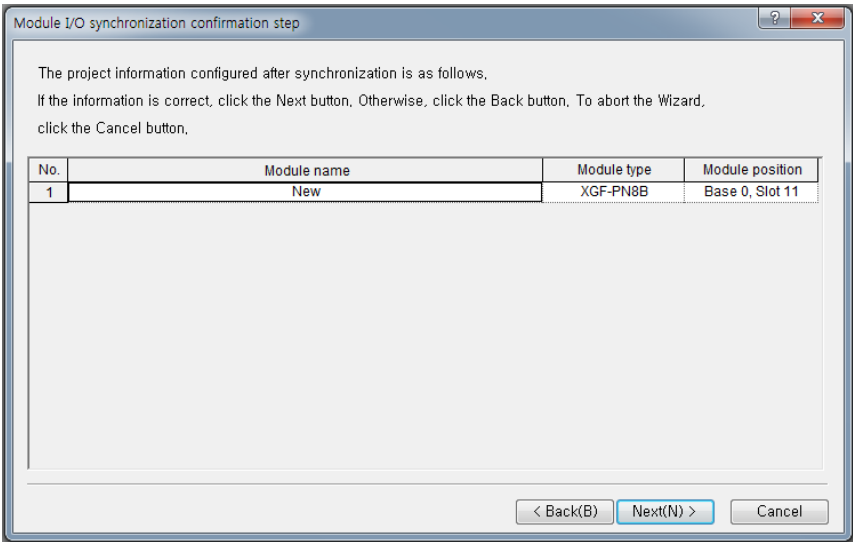 Module I/O synchronization confirmation step
?
X
The project information configured after synchronization is as follows,
If the information is correct, click the Next button, Otherwise, click the Back button, To abort the Wizard,
click the Cancel button,
No. Module name Module type Module position
1 New XGF-PN8B Base 0, Slot 11
< Back(B) Next(N) > Cancel